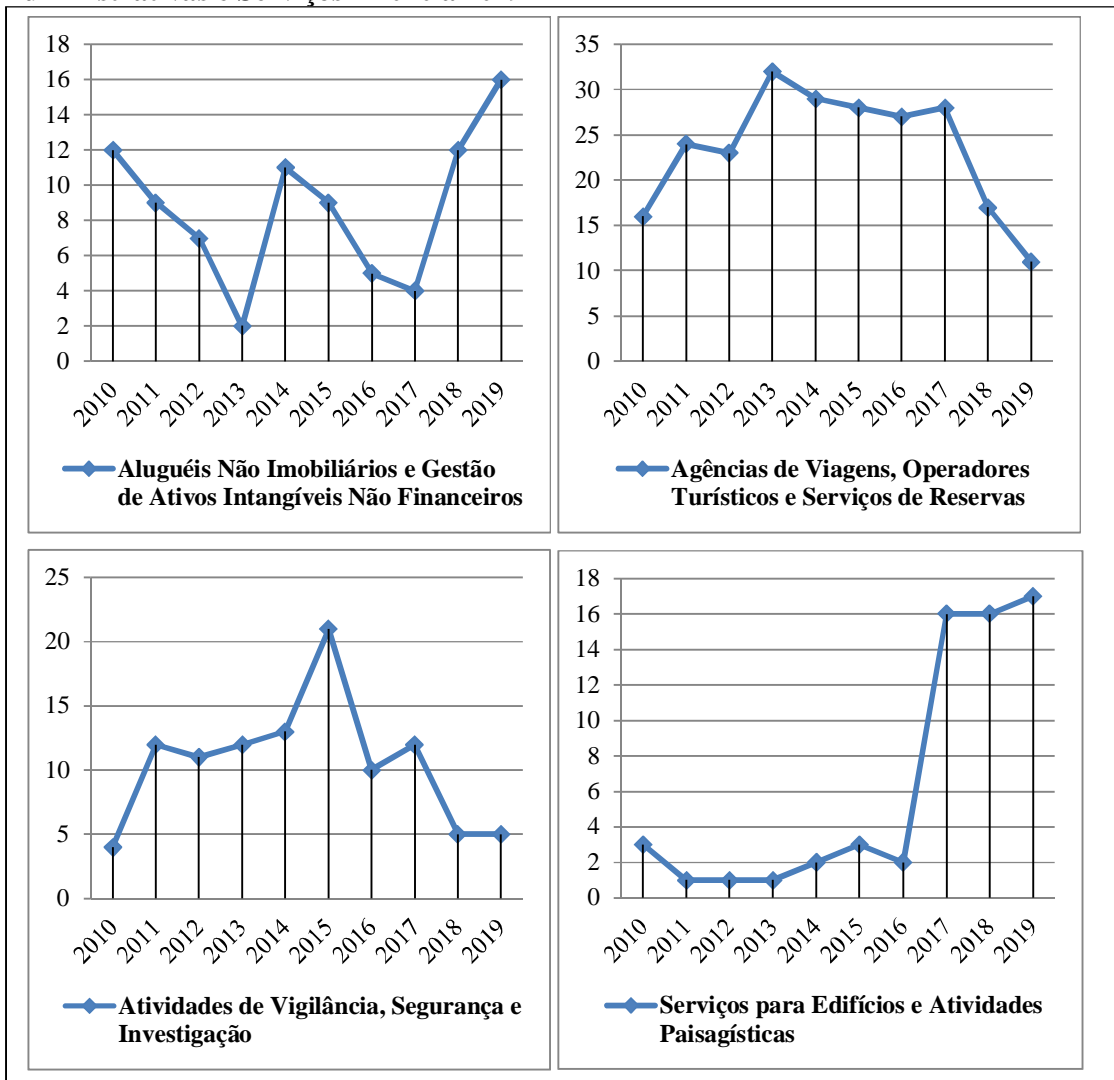 18
16
14
12
10
8
6
4
2
0
2010 2011 2012 2013 2014 2015 2016 2017 2018 2019
Aluguéis Não Imobiliários e Gestão
de Ativos Intangíveis Não Financeiros
35
30
25
20
15
10
5
0
2010 2011 2012 2013 2014 2015 2016 2017 2018 2019
Agências de Viagens, Operadores
Turísticos e Serviços de Reservas
25
20
15
10
5
0
2010 2011 2012 2013 2014 2015 2016 2017 2018 2019
Atividades de Vigilância, Segurança e
Investigação
18
16
14
12
10
8
6
4
2
0
2010 2011 2012 2013 2014 2015 2016 2017 2018 2019
Serviços para Edifícios e Atividades
Paisagísticas